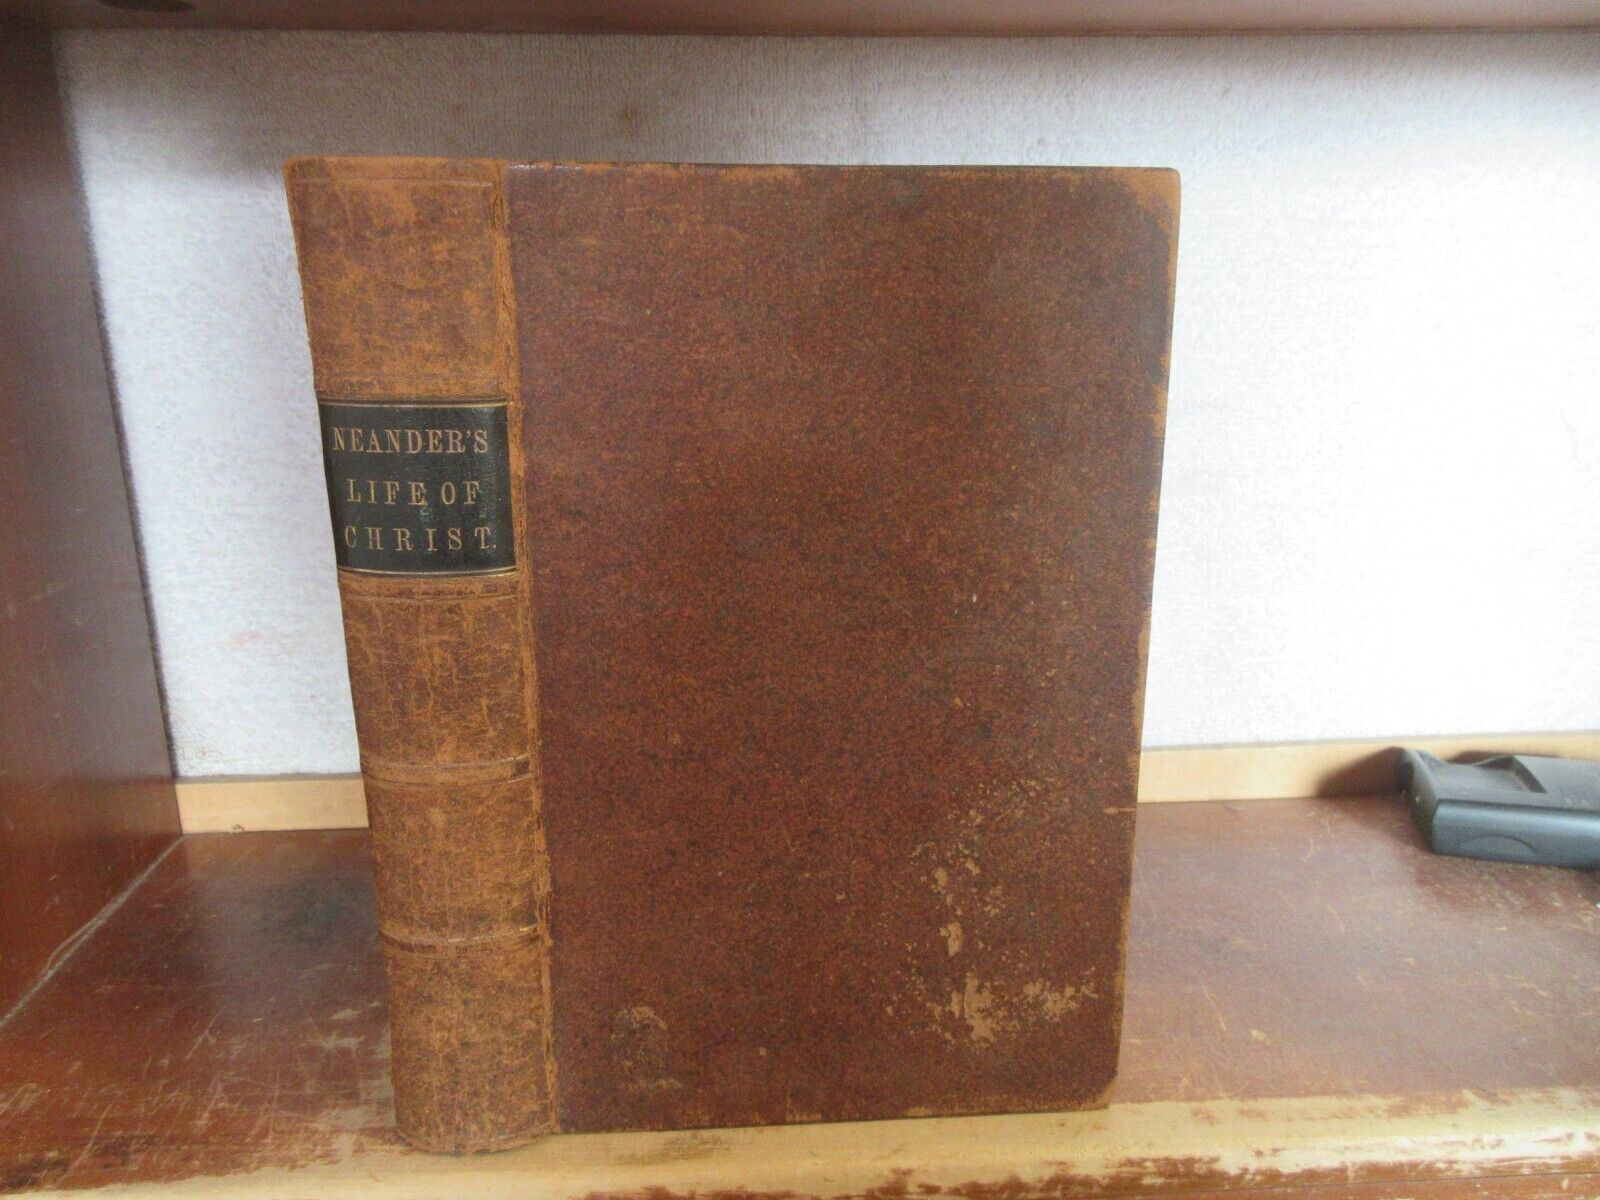 NEANDER'S
LIFE OF
CHRIST.